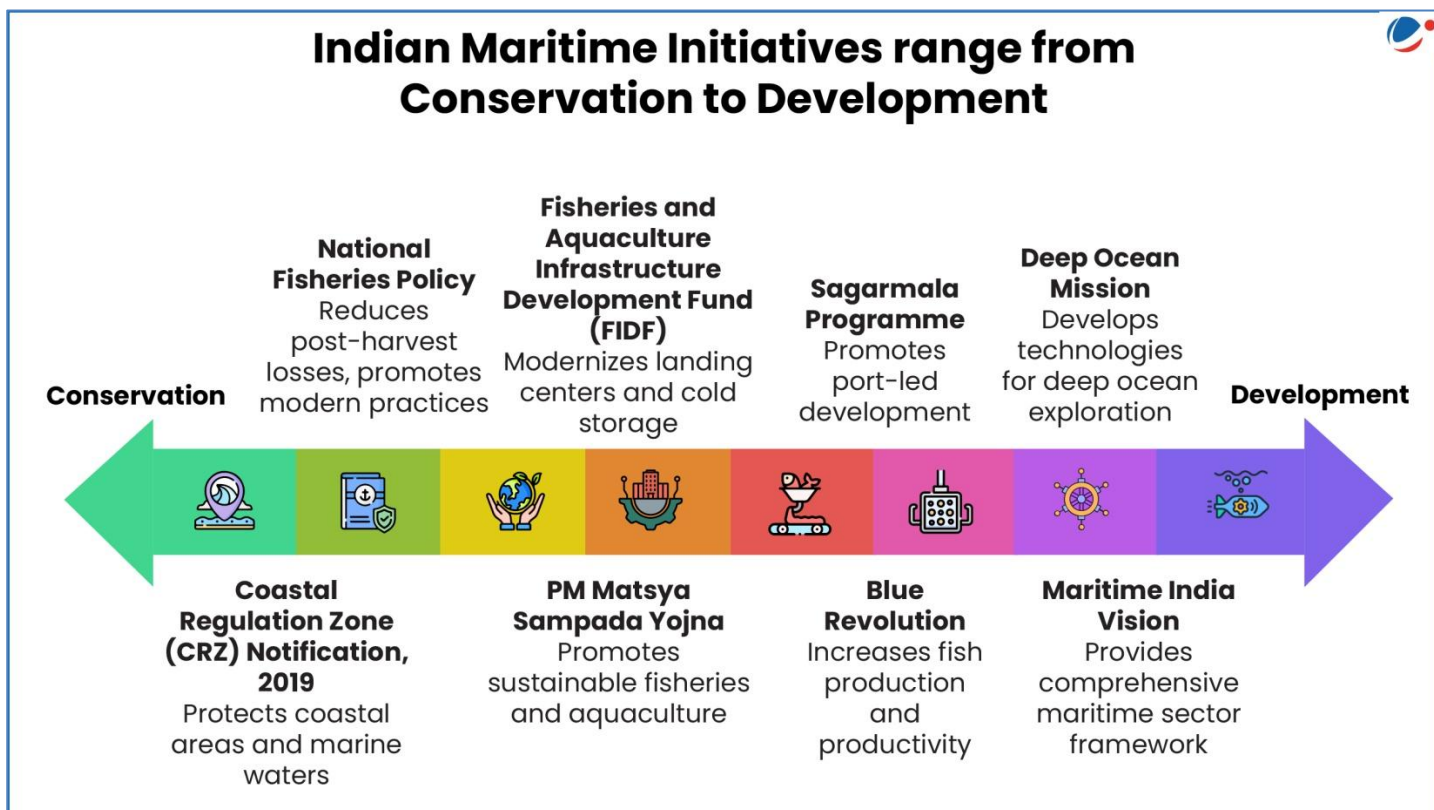 Indian Maritime Initiatives range from
Conservation to Development
National
Fisheries Policy
Reduces
post-harvest
losses, promotes
modern practices
Fisheries and
Aquaculture
Infrastructure
Development Fund
(FIDF)
Modernizes landing
centers and cold
storage
Sagarmala
Programme
Promotes
port-led
development
Deep Ocean
Mission
Develops
technologies
for deep ocean
exploration
Conservation
Development
Coastal
Regulation Zone
(CRZ) Notification,
2019
Protects coastal
areas and marine
waters
PM Matsya
Sampada Yojna
Promotes
sustainable fisheries
and aquaculture
Blue
Revolution
Increases fish
production
and
productivity
Maritime India
Vision
Provides
comprehensive
maritime sector
framework